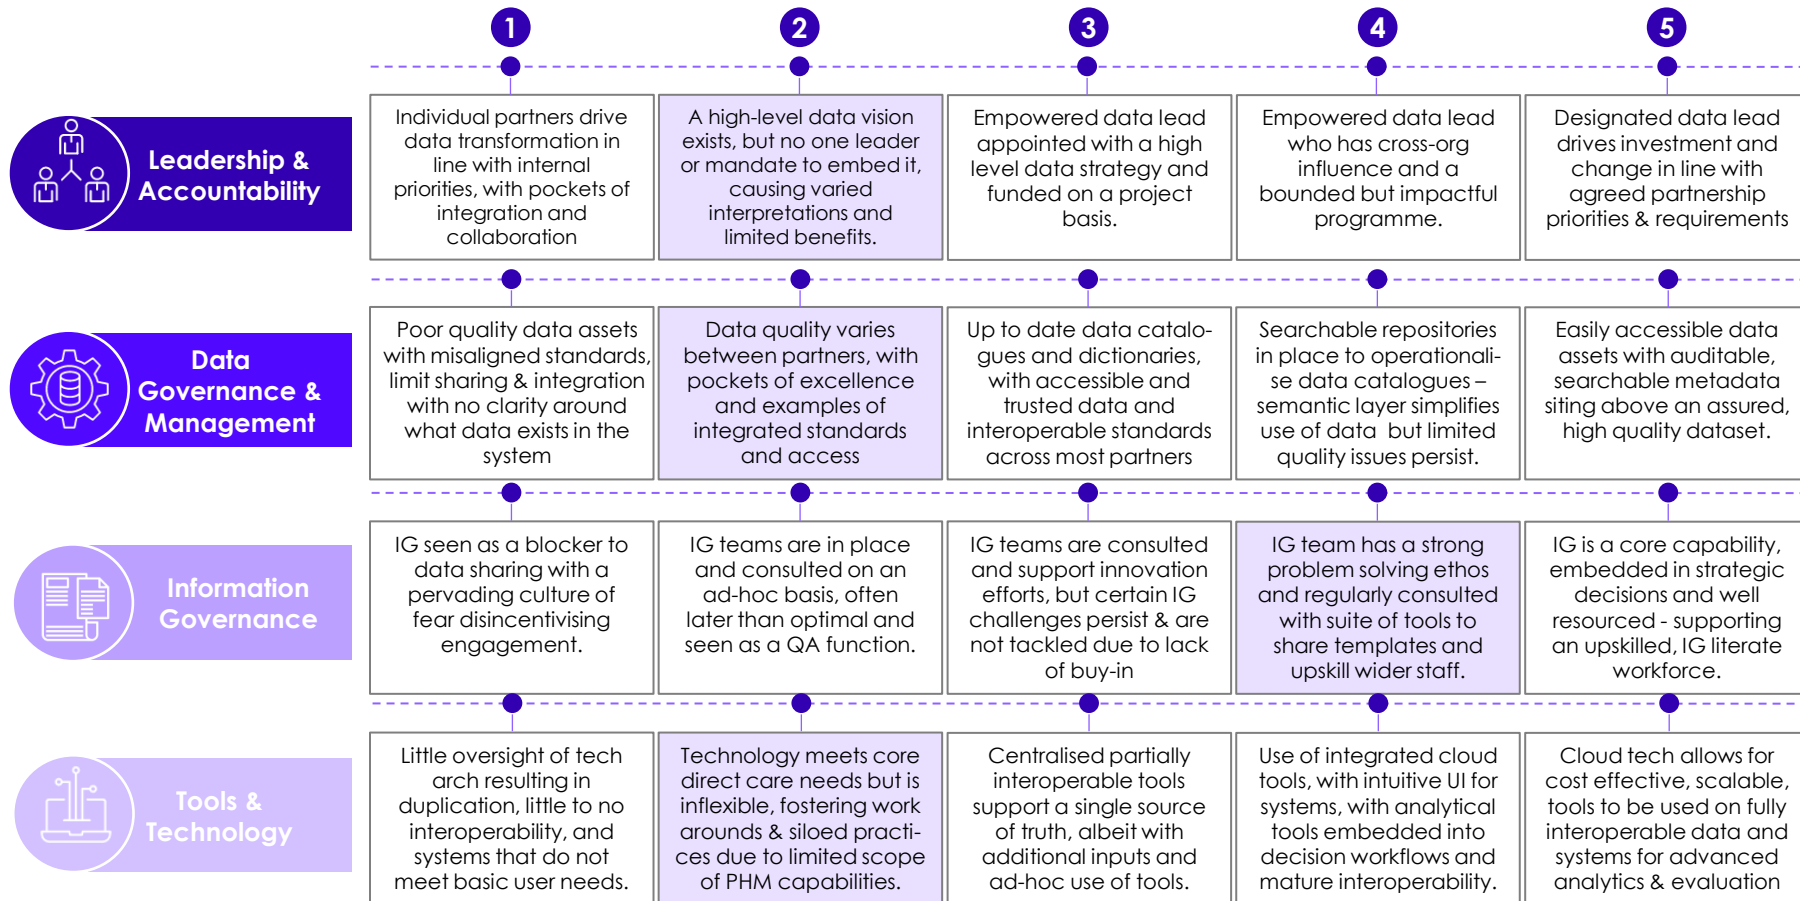 1
2
3
4
5
Leadership &
Accountability
Individual partners drive
data transformation in
line with internal
priorities, with pockets of
integration and
collaboration
A high-level data vision
exists, but no one leader
or mandate to embed it,
causing varied
interpretations and
limited benefits.
Empowered data lead
appointed with a high
level data strategy and
funded on a project
basis.
Empowered data lead
who has cross-org
influence and a
bounded but impactful
programme.
Designated data lead
drives investment and
change in line with
agreed partnership
priorities & requirements
Data
Governance &
Management
Poor quality data assets
with misaligned standards,
limit sharing & integration
with no clarity around
what data exists in the
system
Data quality varies
between partners, with
pockets of excellence
and examples of
integrated standards
and access
Up to date data catalo-
gues and dictionaries,
with accessible and
trusted data and
interoperable standards
across most partners
Searchable repositories
in place to operationali-
se data catalogues –
semantic layer simplifies
use of data but limited
quality issues persist.
Easily accessible data
assets with auditable,
searchable metadata
siting above an assured,
high quality dataset.
Information
Governance
IG seen as a blocker to
data sharing with a
pervading culture of
fear disincentivising
engagement.
IG teams are in place
and consulted on an
ad-hoc basis, often
later than optimal and
seen as a QA function.
IG teams are consulted
and support innovation
efforts, but certain IG
challenges persist & are
not tackled due to lack
of buy-in
IG team has a strong
problem solving ethos
and regularly consulted
with suite of tools to
share templates and
upskill wider staff.
IG is a core capability,
embedded in strategic
decisions and well
resourced - supporting
an upskilled, IG literate
workforce.
Tools &
Technology
Little oversight of tech
arch resulting in
duplication, little to no
interoperability, and
systems that do not
meet basic user needs.
Technology meets core
direct care needs but is
inflexible, fostering work
arounds & siloed practi-
ces due to limited scope
of PHM capabilities.
Centralised partially
interoperable tools
support a single source
of truth, albeit with
additional inputs and
ad-hoc use of tools.
Use of integrated cloud
tools, with intuitive UI for
systems, with analytical
tools embedded into
decision workflows and
mature interoperability.
Cloud tech allows for
cost effective, scalable,
tools to be used on fully
interoperable data and
systems for advanced
analytics & evaluation